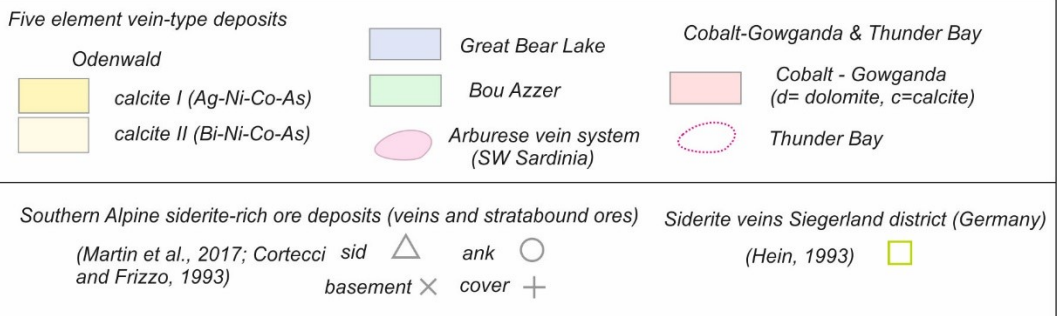 Five element vein-type deposits
Odenwald
calcite I (Ag-Ni-Co-As)
calcite II (Bi-Ni-Co-As)
Great Bear Lake
Bou Azzer
Arburese vein system
(SW Sardinia)
Cobalt-Gowganda & Thunder Bay
Cobalt - Gowganda
(d= dolomite, c=calcite)
Thunder Bay
Southern Alpine siderite-rich ore deposits (veins and stratabound ores)
(Martin et al., 2017; Cortecci
and Frizzo, 1993)
sid
ank
basement
cover
Siderite veins Siegerland district (Germany)
(Hein, 1993)